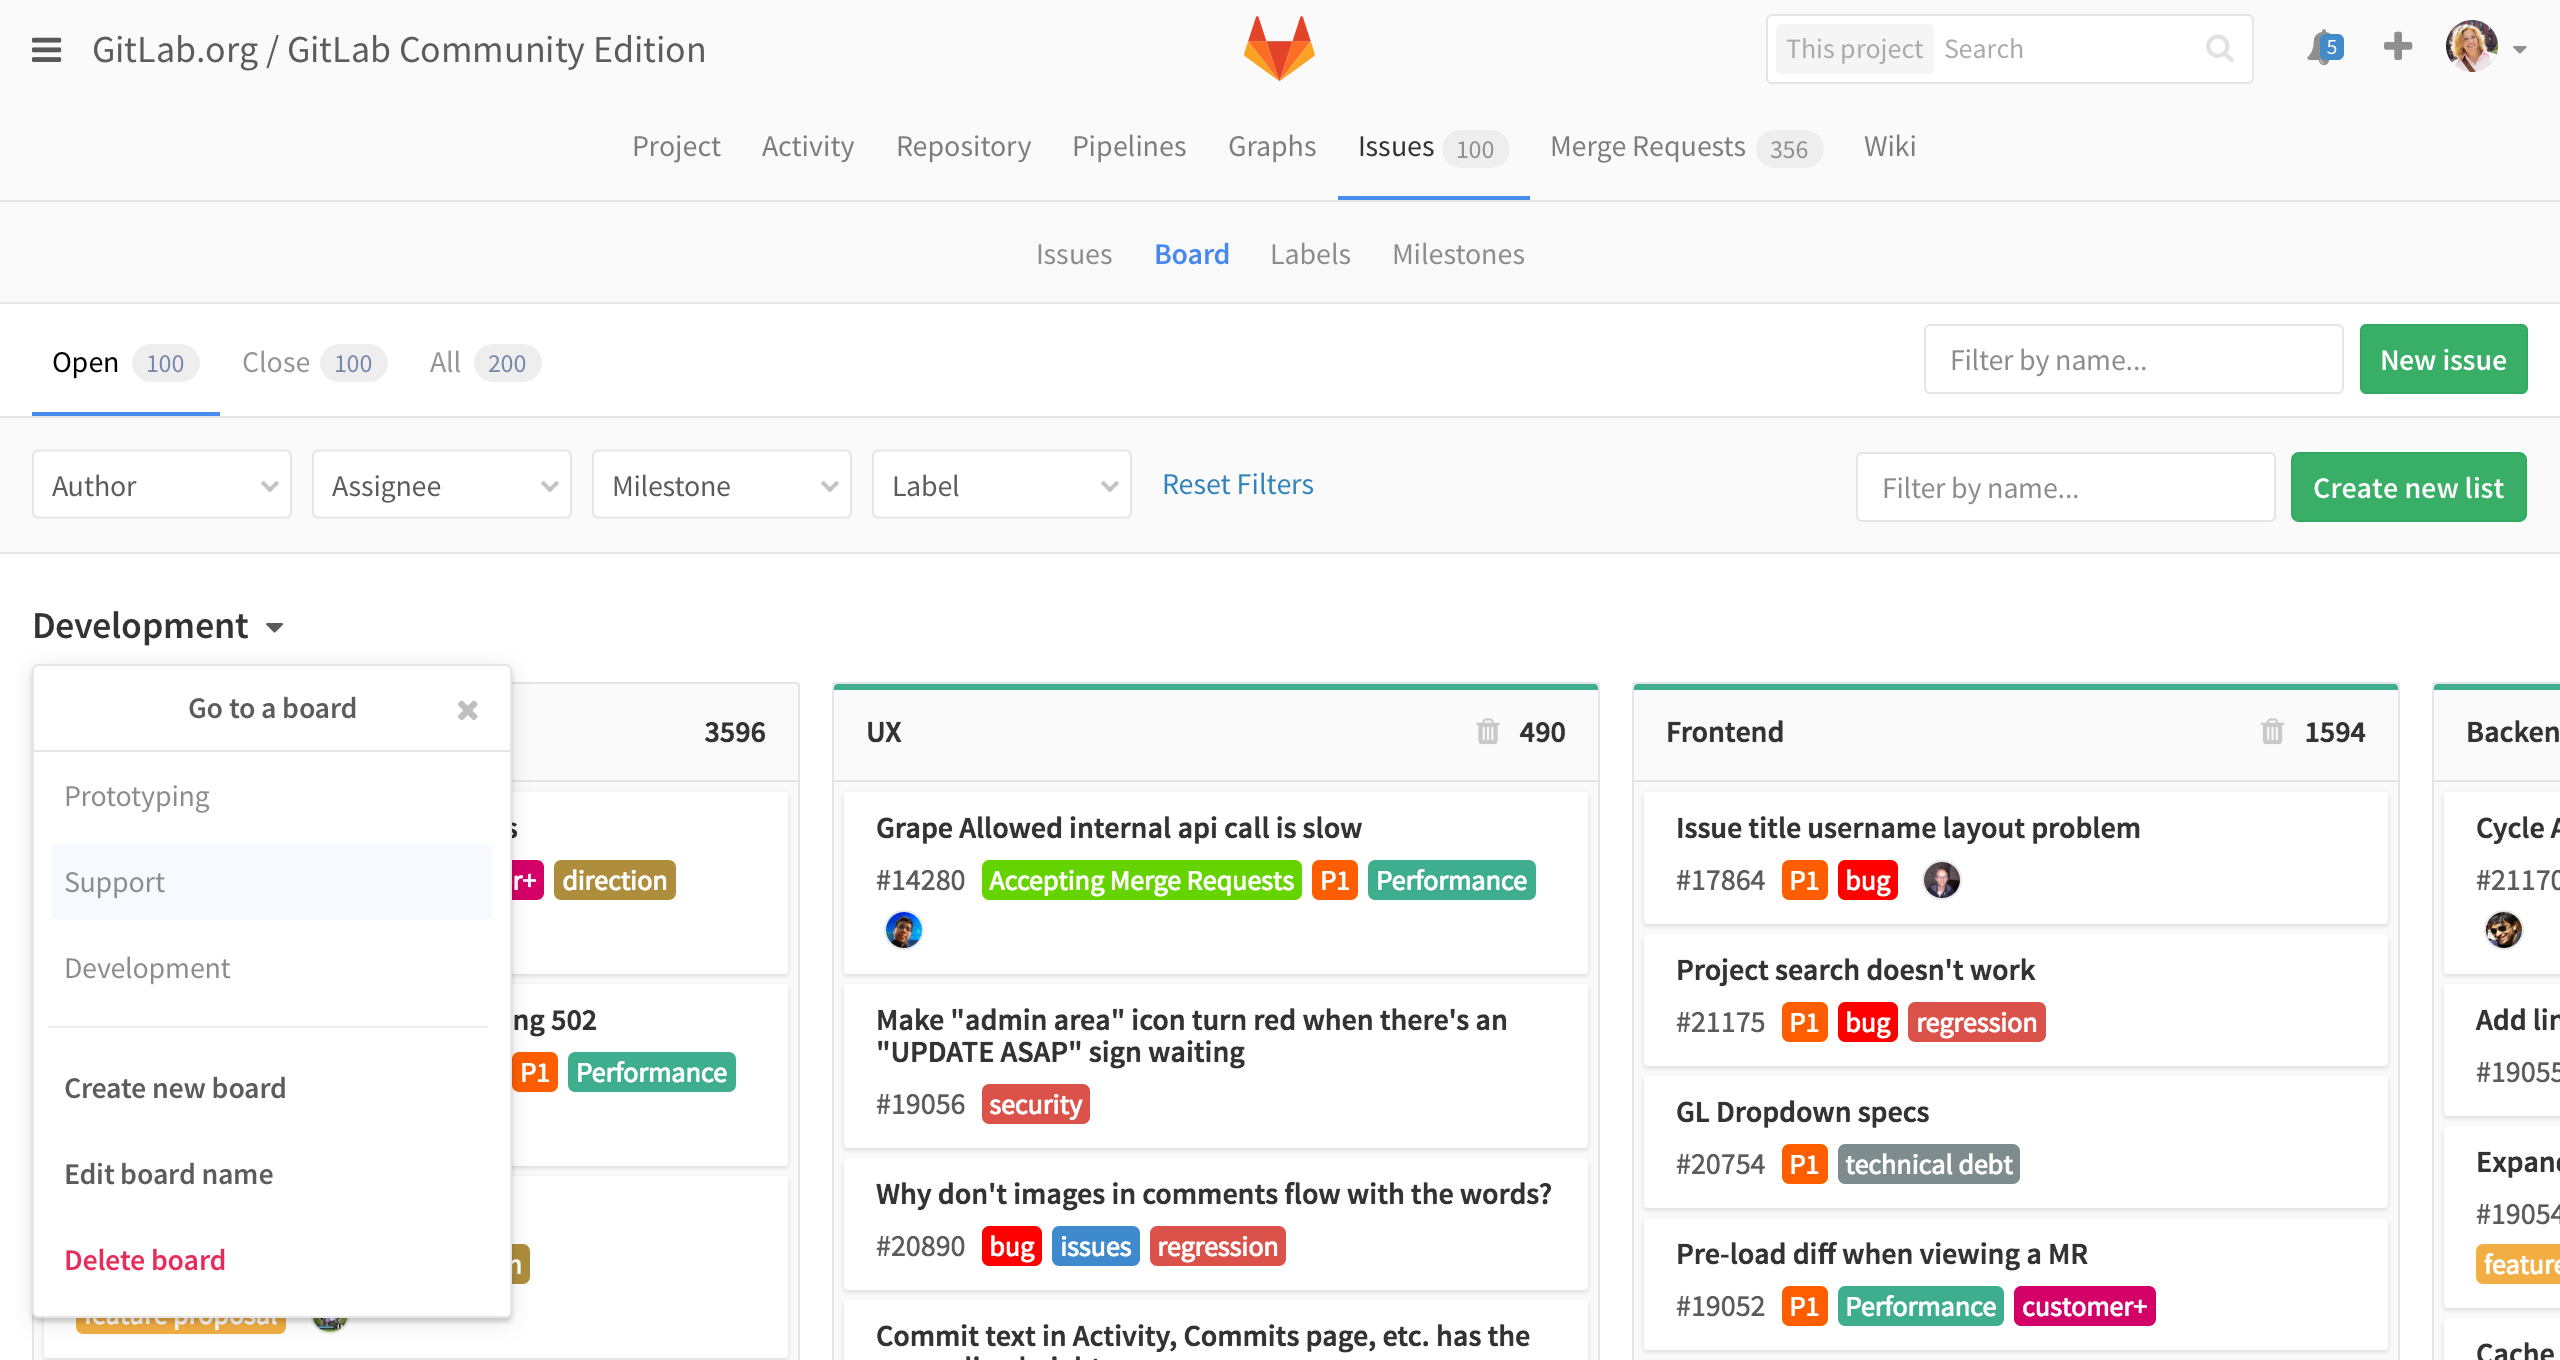 GitLab.org / GitLab Community Edition
This project Search
5
Project Activity Repository Pipelines Graphs Issues 100 Merge Requests 356 Wiki
Issues Board Labels Milestones
Open 100 Close 100 All 200
Filter by name... New issue
Author Assignee Milestone Label Reset Filters
Filter by name... Create new list
Development
Go to a board
Prototyping
Support
Development
Create new board
Edit board name
Delete board
3596
s
r+ direction
ng 502
P1 Performance
n
feature proposal
UX 490
Grape Allowed internal api call is slow
#14280 Accepting Merge Requests P1 Performance
Make "admin area" icon turn red when there's an
"UPDATE ASAP" sign waiting
#19056 security
Why don't images in comments flow with the words?
#20890 bug issues regression
Commit text in Activity, Commits page, etc. has the
Frontend 1594
Issue title username layout problem
#17864 P1 bug
Project search doesn't work
#21175 P1 bug regression
GL Dropdown specs
#20754 P1 technical debt
Pre-load diff when viewing a MR
#19052 P1 Performance customer+
Backen
Cycle A
#21170
Add lin
#19055
Expand
#19054
feature
Cache